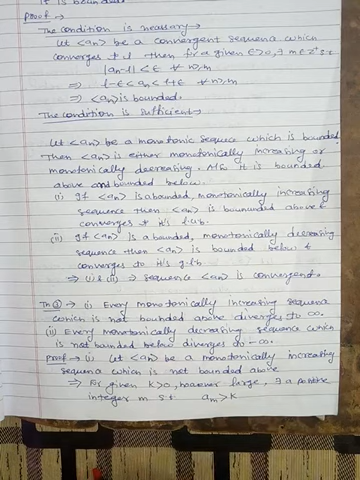 it is bounded.
Proof →
The condition is necessary →
Let <an> be a convergent sequence which
converges to l then for a given ε>0, ∃ m ∈ z⁺ s.t.
|an-l| < ε ∀ n≥m
⇒ l-ε < an < l+ε ∀ n≥m
⇒ <an> is bounded.
The condition is sufficient →
Let <an> be a monotonic sequece which is bounded.
Then <an> is either monotonically increasing or
monotonically decreasing. Also it is bounded
above and bounded below.
(i) If <an> is a bounded, monotonically increasing
sequence then <an> is bounded above &
converges to it's l.u.b.
(ii) If <an> is a bounded, monotonically decreasing
sequence then <an> is bounded below &
converges to it's g.l.b
⇒ (i) & (ii) ⇒ sequence <an> is convergent.
Th ③ → (i) Every monotonically increasing sequence
which is not bounded above diverges to ∞.
(ii) Every monotonically decreasing sequence which
is not bounded below diverges to -∞.
Proof → (i) Let <an> be a monotonically increasing
sequence which is not bounded above
⇒ For given K>0, however large, ∃ a positive
integer m s.t. am > K